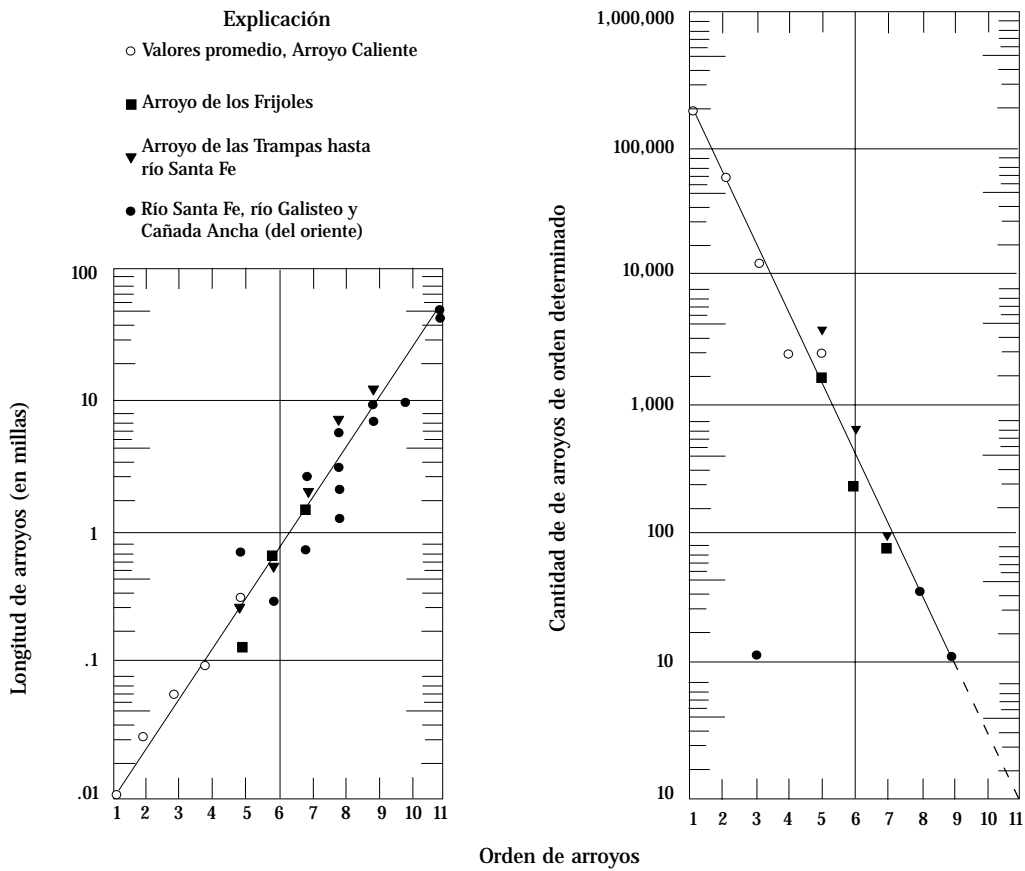 Explicación
Valores promedio, Arroyo Caliente
Arroyo de los Frijoles
Arroyo de las Trampas hasta
río Santa Fe
Río Santa Fe, río Galisteo y
Cañada Ancha (del oriente)
Longitud de arroyos (en millas)
100
10
1
.1
.01
1 2 3 4 5 6 7 8 9 10 11
Cantidad de de arroyos de orden determinado
1,000,000
100,000
10,000
1,000
100
10
10
1 2 3 4 5 6 7 8 9 10 11
Orden de arroyos